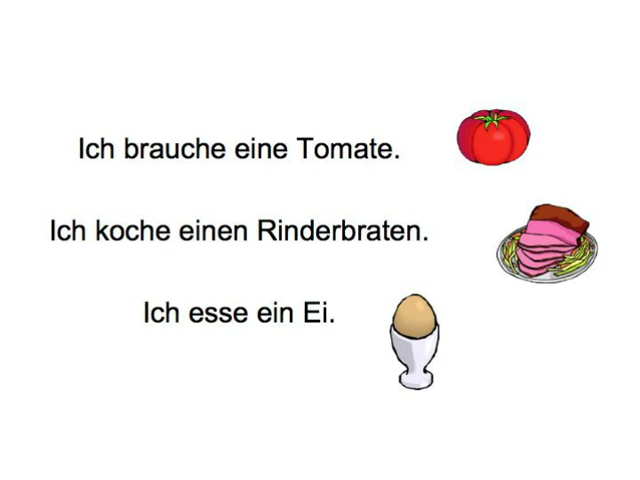 Ich brauche eine Tomate.
Ich koche einen Rinderbraten.
Ich esse ein Ei.